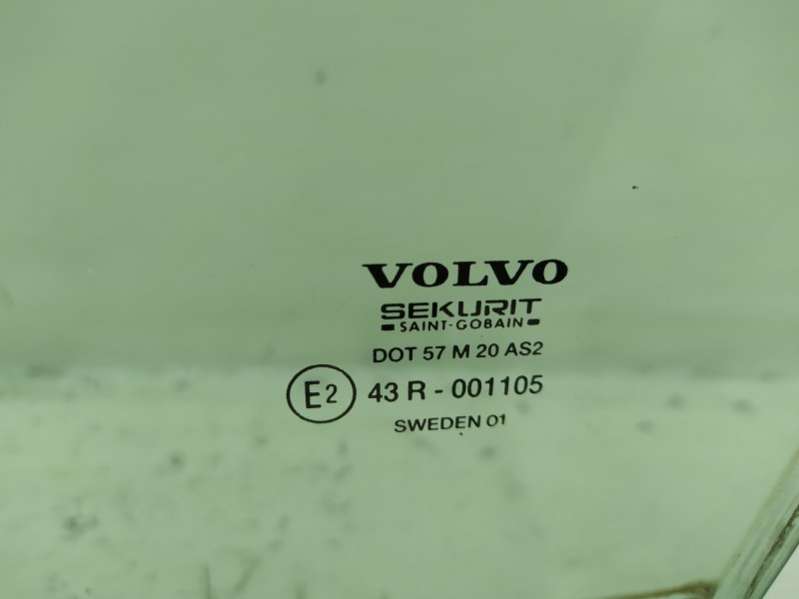 VOLVO
SEKURIT
SAINT-GOBAIN
DOT 57 M 20 AS2
E2 43 R - 001105
SWEDEN 01